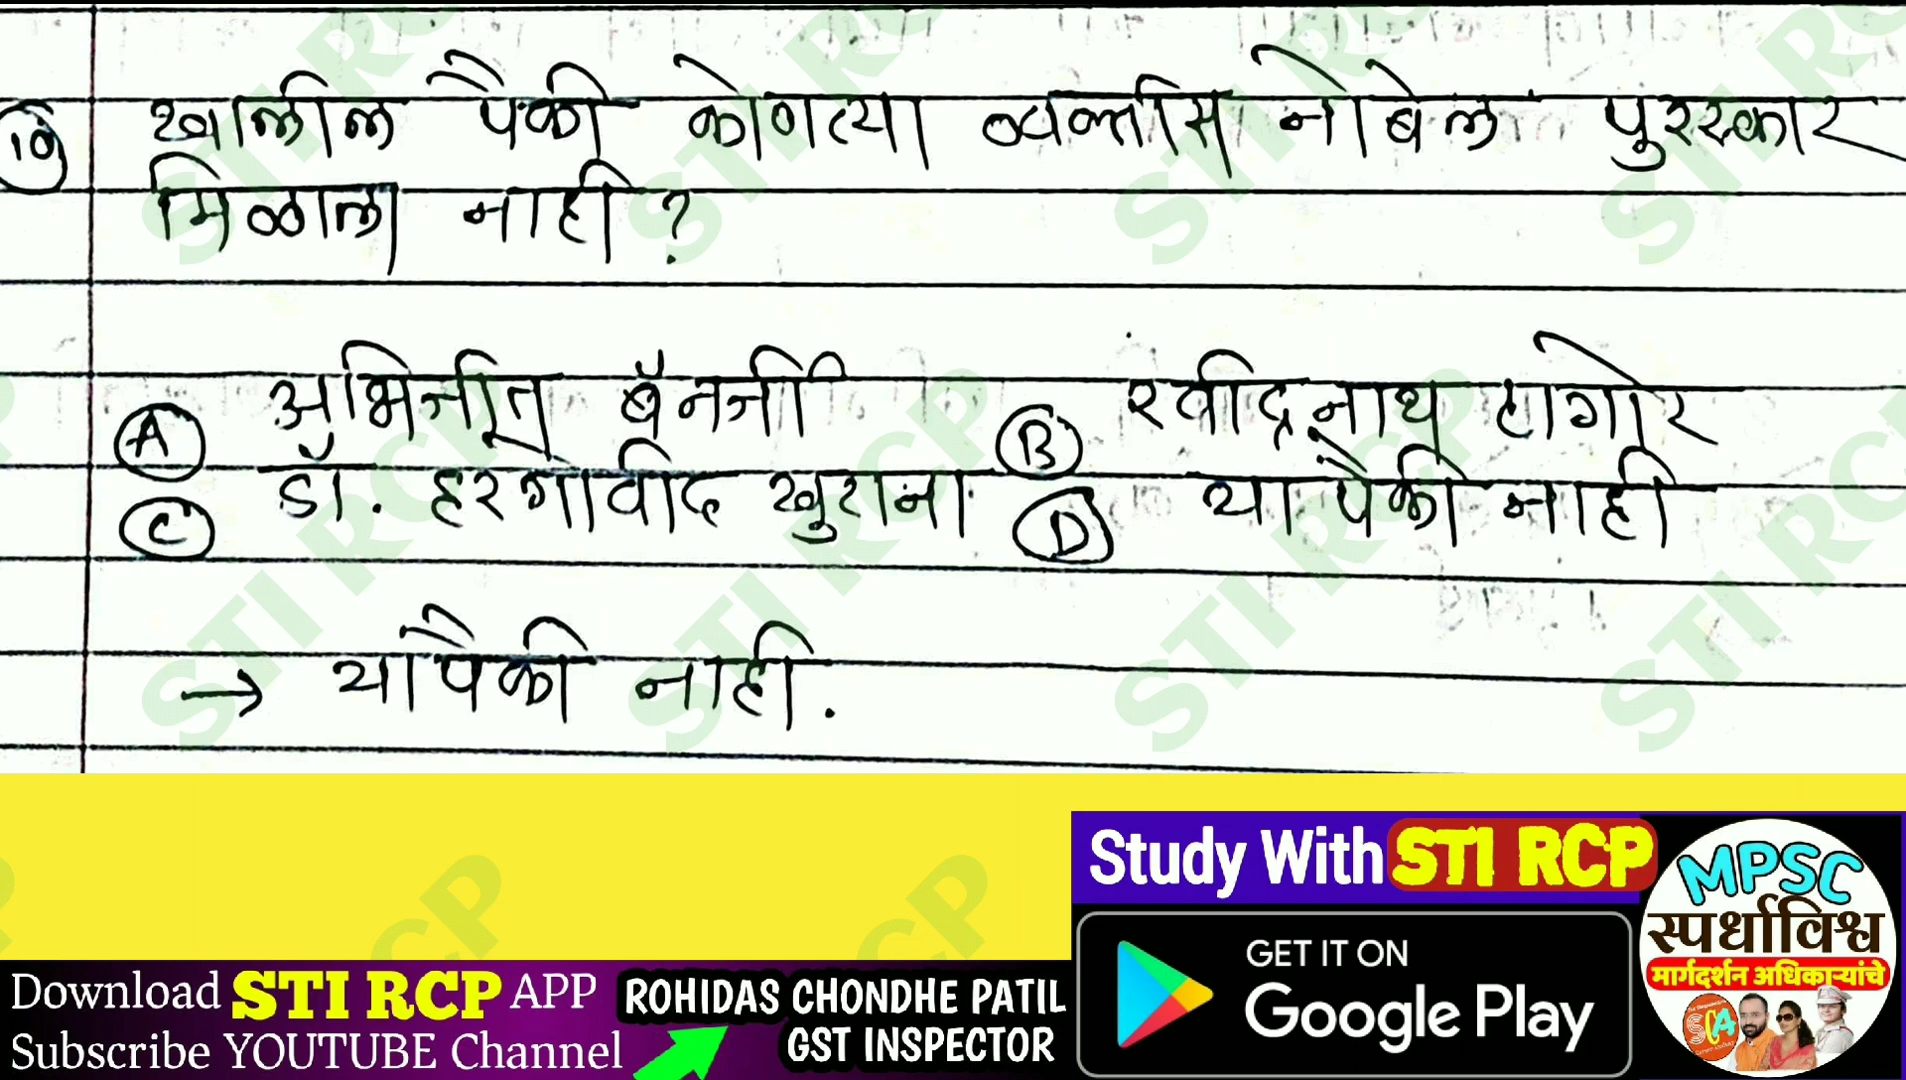 10 खालील पैकी कोणत्या व्यक्तीस नोबेल पुरस्कार
मिळाला नाही ?
A अभिजीत बॅनर्जी B रवींद्रनाथ टागोर
C डॉ. हरगोवींद खुराना D यापैकी नाही
→ यापैकी नाही.
Study With STI RCP
GET IT ON
Google Play
MPSC
स्पर्धाविश्व
मार्गदर्शन अधिकाऱ्यांचे
Download STI RCP APP
Subscribe YOUTUBE Channel
ROHIDAS CHONDHE PATIL
GST INSPECTOR